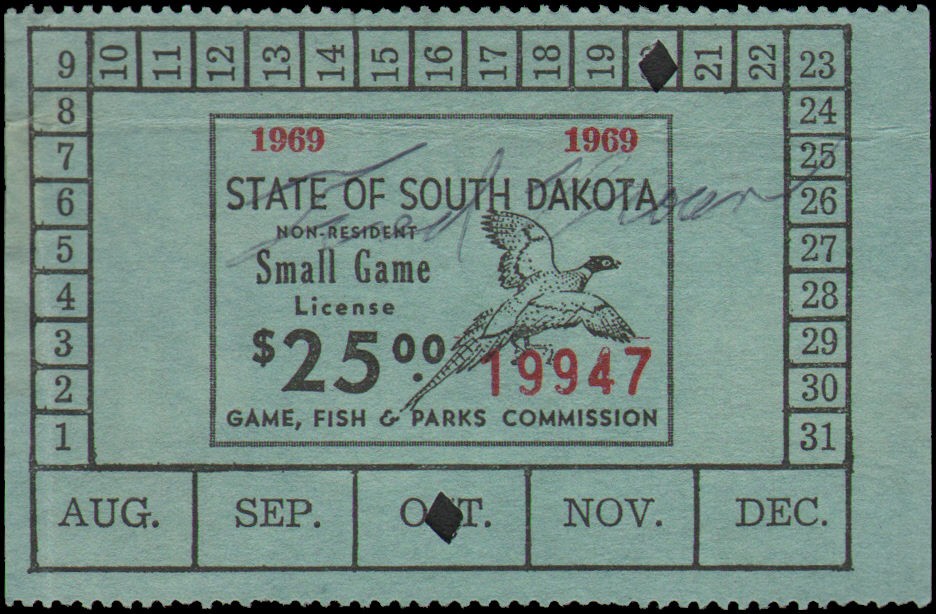 9 10 11 12 13 14 15 16 17 18 19 21 22 23
8 24
7 25
6 26
5 27
4 28
3 29
2 30
1 31
1969 1969
STATE OF SOUTH DAKOTA
NON-RESIDENT
Small Game
License
$25.00
19947
GAME, FISH & PARKS COMMISSION
AUG. SEP. OCT. NOV. DEC.